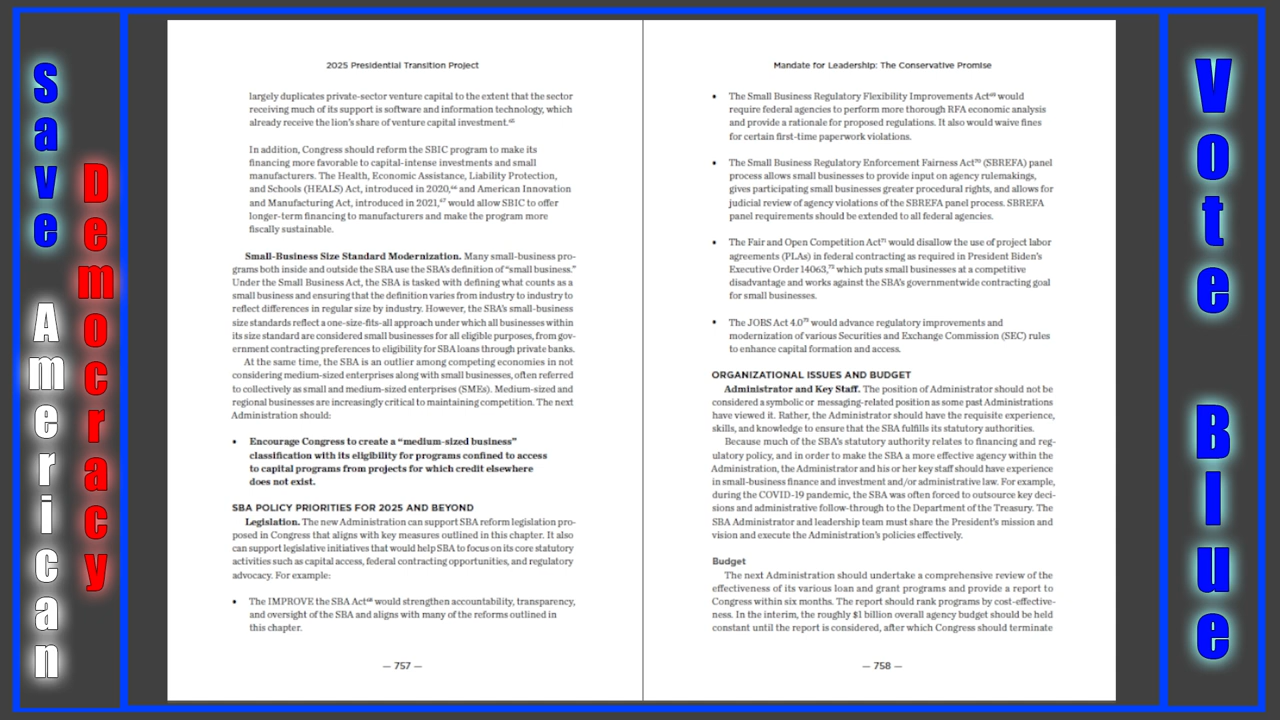 Save American
Democracy
2025 Presidential Transition Project
largely duplicates private-sector venture capital to the extent that the sector
receiving much of its support is software and information technology, which
already receive the lion's share of venture capital investment.⁶⁵
In addition, Congress should reform the SBIC program to make its
financing more favorable to capital-intense investments and small
manufacturers. The Health, Economic Assistance, Liability Protection,
and Schools (HEALS) Act, introduced in 2020,⁶⁶ and American Innovation
and Manufacturing Act, introduced in 2021,⁶⁷ would allow SBIC to offer
longer-term financing to manufacturers and make the program more
fiscally sustainable.
Small-Business Size Standard Modernization. Many small-business pro-
grams both inside and outside the SBA use the SBA's definition of "small business."
Under the Small Business Act, the SBA is tasked with defining what counts as a
small business and ensuring that the definition varies from industry to industry to
reflect differences in regular size by industry. However, the SBA's small-business
size standards reflect a one-size-fits-all approach under which all businesses within
its size standard are considered small businesses for all eligible purposes, from gov-
ernment contracting preferences to eligibility for SBA loans through private banks.
At the same time, the SBA is an outlier among competing economies in not
considering medium-sized enterprises along with small businesses, often referred
to collectively as small and medium-sized enterprises (SMEs). Medium-sized and
regional businesses are increasingly critical to maintaining competition. The next
Administration should:
• Encourage Congress to create a "medium-sized business"
classification with its eligibility for programs confined to access
to capital programs from projects for which credit elsewhere
does not exist.
SBA POLICY PRIORITIES FOR 2025 AND BEYOND
Legislation. The new Administration can support SBA reform legislation pro-
posed in Congress that aligns with key measures outlined in this chapter. It also
can support legislative initiatives that would help SBA to focus on its core statutory
activities such as capital access, federal contracting opportunities, and regulatory
advocacy. For example:
• The IMPROVE the SBA Act⁶⁸ would strengthen accountability, transparency,
and oversight of the SBA and aligns with many of the reforms outlined in
this chapter.
— 757 —
Mandate for Leadership: The Conservative Promise
• The Small Business Regulatory Flexibility Improvements Act⁶⁹ would
require federal agencies to perform more thorough RFA economic analysis
and provide a rationale for proposed regulations. It also would waive fines
for certain first-time paperwork violations.
• The Small Business Regulatory Enforcement Fairness Act⁷⁰ (SBREFA) panel
process allows small businesses to provide input on agency rulemakings,
gives participating small businesses greater procedural rights, and allows for
judicial review of agency violations of the SBREFA panel process. SBREFA
panel requirements should be extended to all federal agencies.
• The Fair and Open Competition Act⁷¹ would disallow the use of project labor
agreements (PLAs) in federal contracting as required in President Biden's
Executive Order 14063,⁷² which puts small businesses at a competitive
disadvantage and works against the SBA's governmentwide contracting goal
for small businesses.
• The JOBS Act 4.0⁷³ would advance regulatory improvements and
modernization of various Securities and Exchange Commission (SEC) rules
to enhance capital formation and access.
ORGANIZATIONAL ISSUES AND BUDGET
Administrator and Key Staff. The position of Administrator should not be
considered a symbolic or messaging-related position as some past Administrations
have viewed it. Rather, the Administrator should have the requisite experience,
skills, and knowledge to ensure that the SBA fulfills its statutory authorities.
Because much of the SBA's statutory authority relates to financing and reg-
ulatory policy, and in order to make the SBA a more effective agency within the
Administration, the Administrator and his or her key staff should have experience
in small-business finance and investment and/or administrative law. For example,
during the COVID-19 pandemic, the SBA was often forced to outsource key deci-
sions and administrative follow-through to the Department of the Treasury. The
SBA Administrator and leadership team must share the President's mission and
vision and execute the Administration's policies effectively.
Budget
The next Administration should undertake a comprehensive review of the
effectiveness of its various loan and grant programs and provide a report to
Congress within six months. The report should rank programs by cost-effective-
ness. In the interim, the roughly $1 billion overall agency budget should be held
constant until the report is considered, after which Congress should terminate
— 758 —
Vote Blue